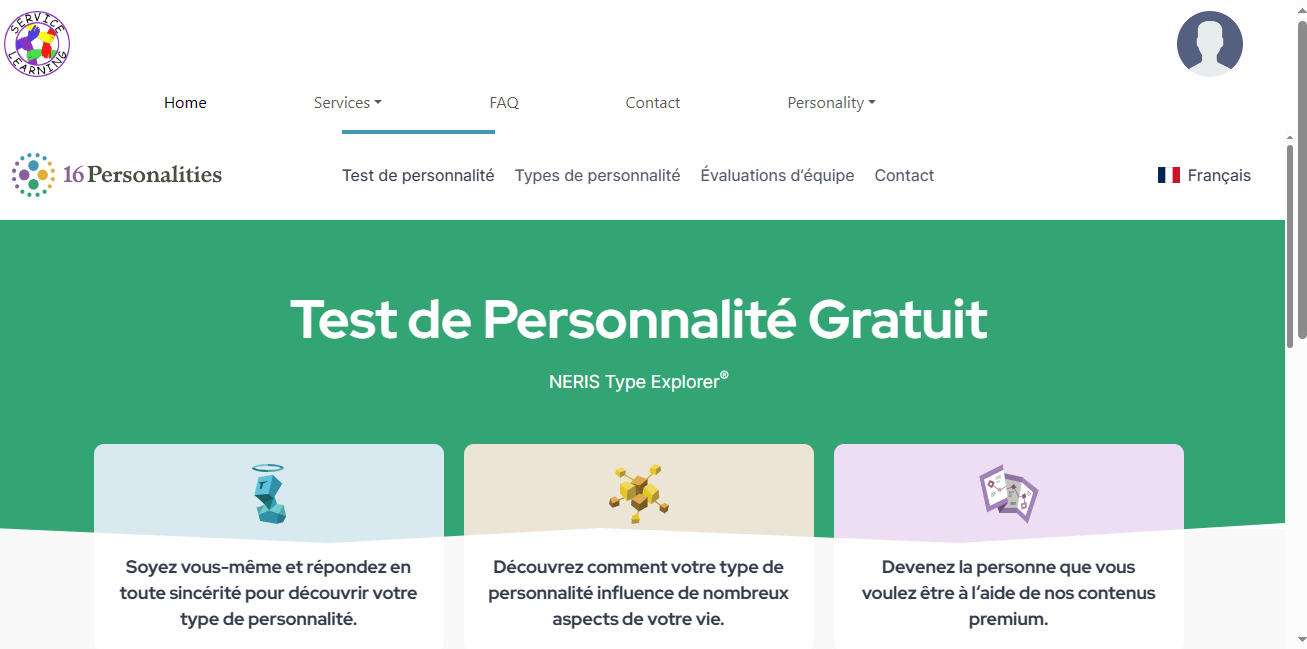 SERVICE
LEARNING
Home
Services
FAQ
Contact
Personality
16Personalities
Test de personnalité
Types de personnalité
Évaluations d'équipe
Contact
Français
Test de Personnalité Gratuit
NERIS Type Explorer®
T
Soyez vous-même et répondez en
toute sincérité pour découvrir votre
type de personnalité.
Découvrez comment votre type de
personnalité influence de nombreux
aspects de votre vie.
Devenez la personne que vous
voulez être à l'aide de nos contenus
premium.